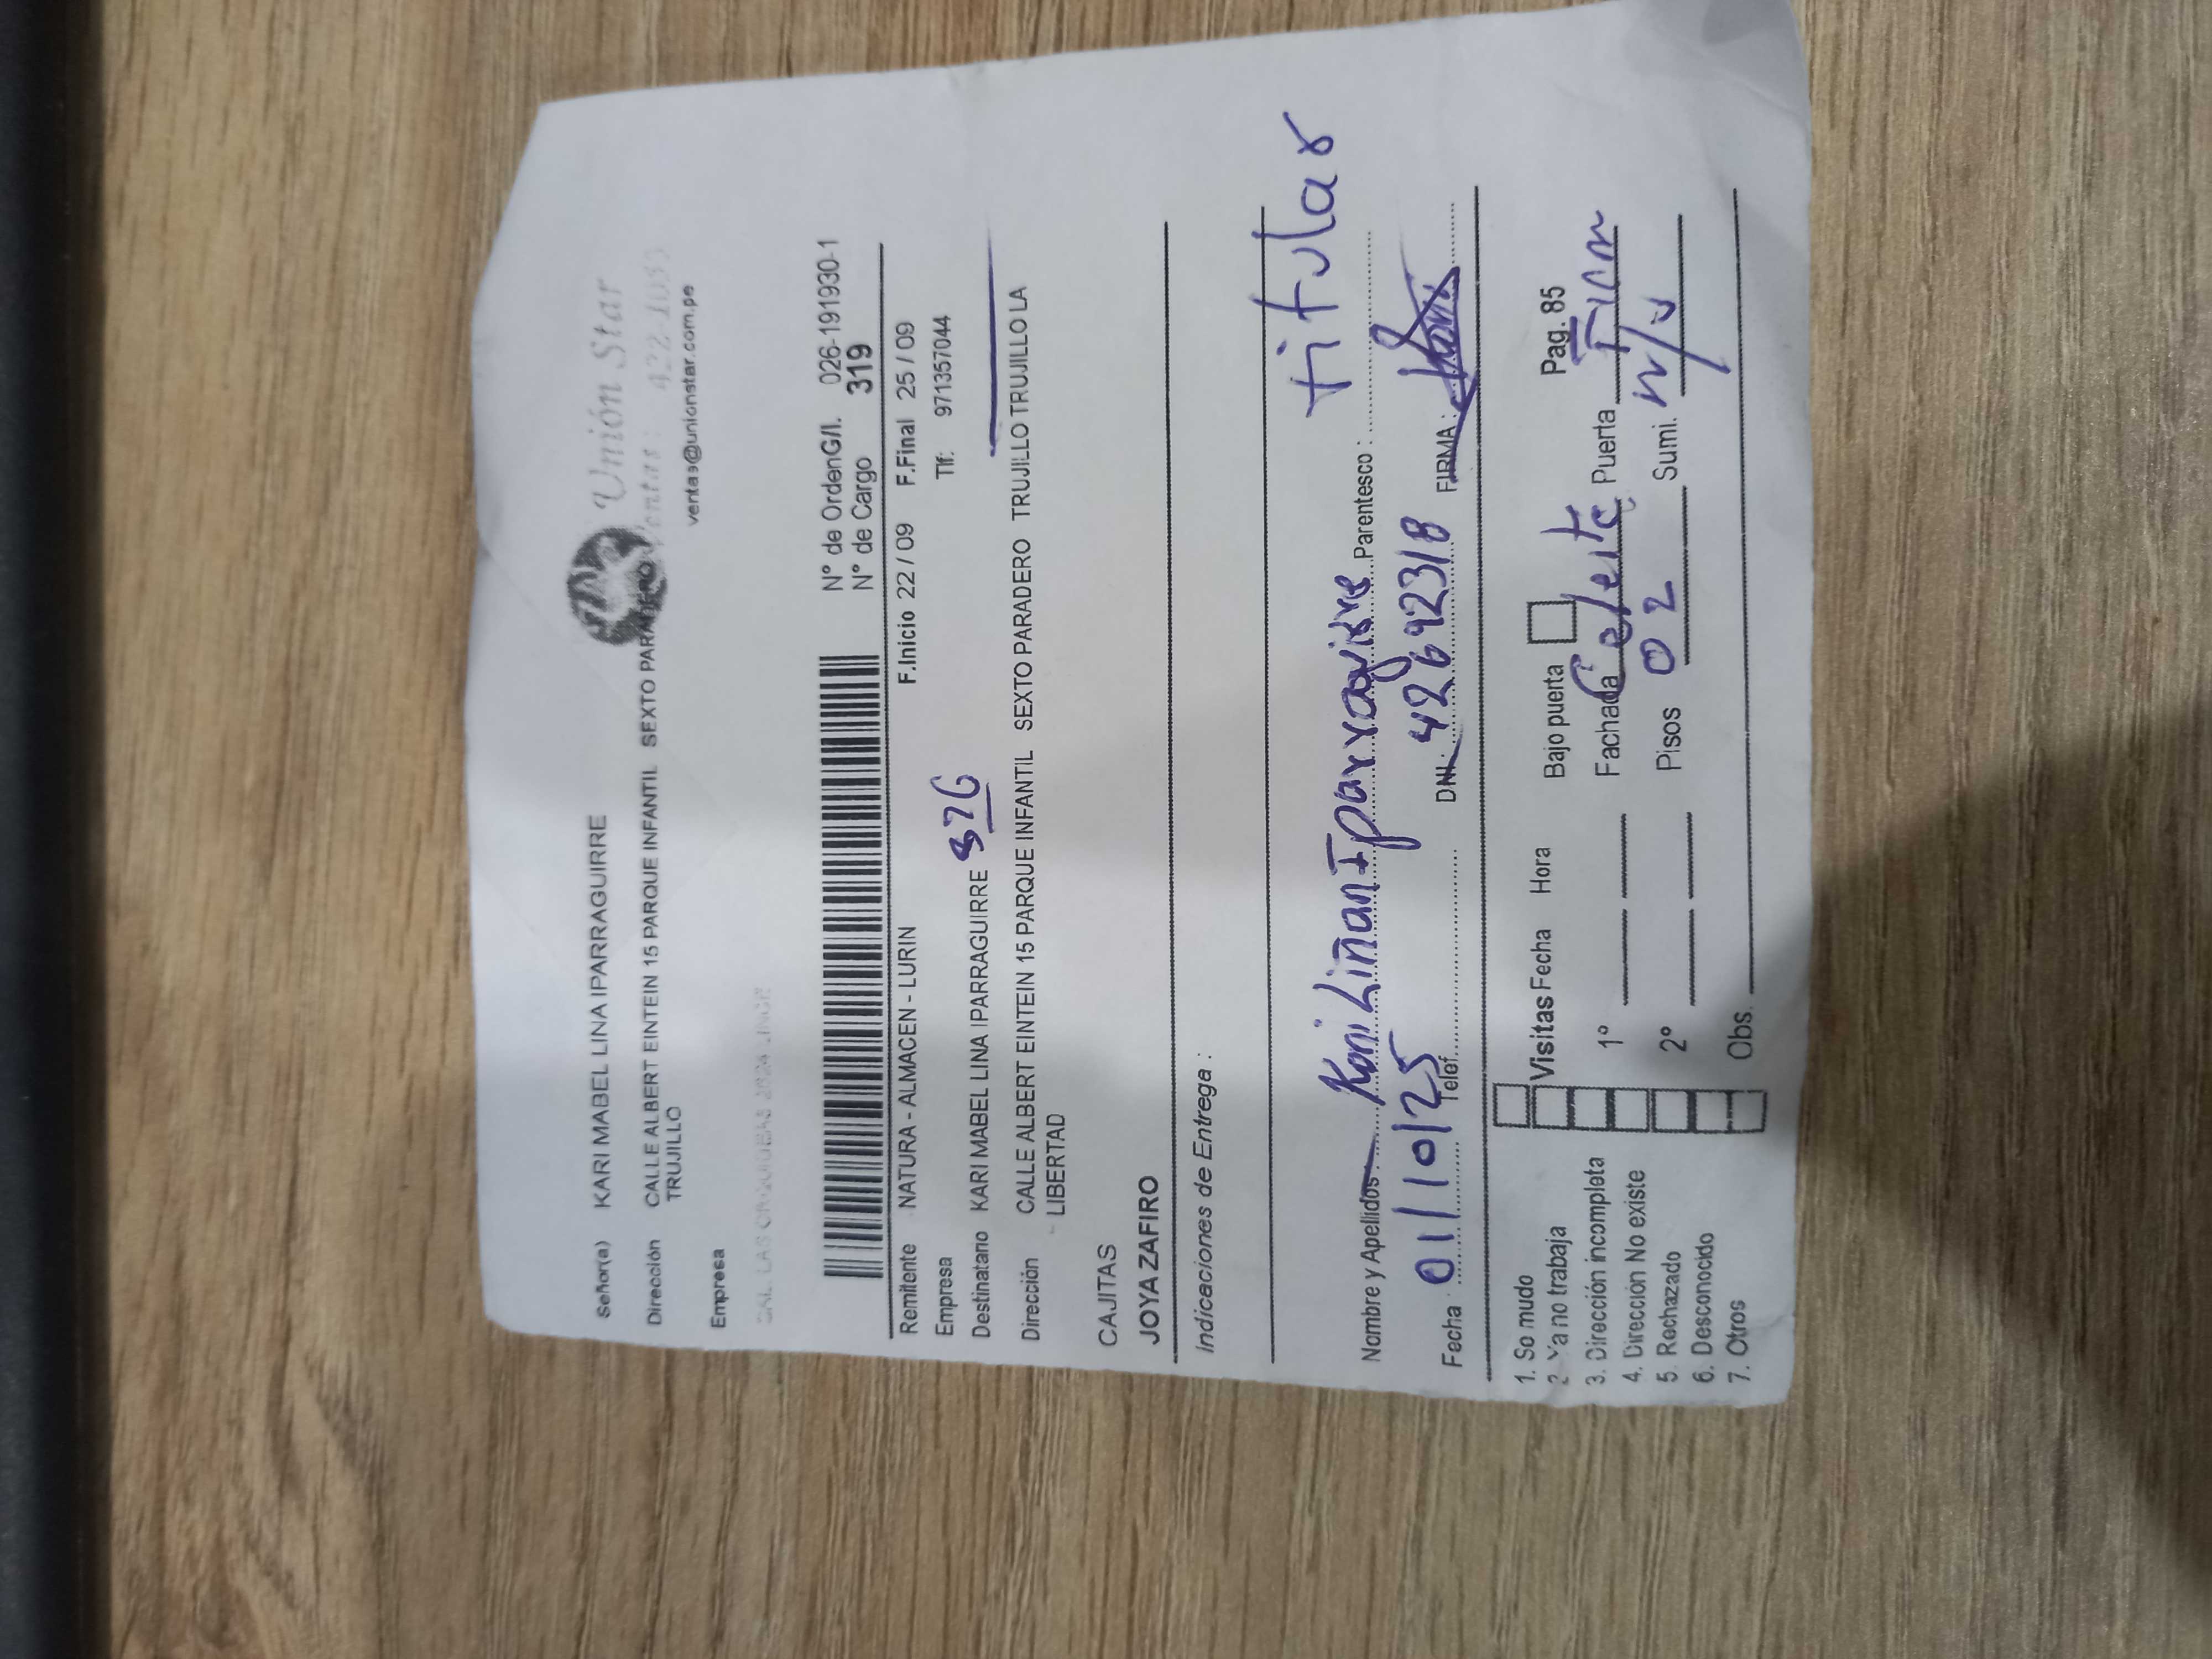 Unión Star
Ventas: 422-1053
ventas@unionstar.com.pe
Señor(a) KARI MABEL LINA IPARRAGUIRRE
Dirección CALLE ALBERT EINTEIN 15 PARQUE INFANTIL SEXTO PARADERO
TRUJILLO
Empresa
N° de OrdenG/I. 026-191930-1
N° de Cargo 319
Remitente NATURA - ALMACEN - LURIN F.Inicio 22 / 09 F.Final 25 / 09
Empresa Tlf: 971357044
Destinatario KARI MABEL LINA IPARRAGUIRRE 326
Dirección CALLE ALBERT EINTEIN 15 PARQUE INFANTIL SEXTO PARADERO TRUJILLO TRUJILLO LA
LIBERTAD
CAJITAS
JOYA ZAFIRO
Indicaciones de Entrega :
Nombre y Apellidos Kari Liñan Iparraguirre Parentesco : titular
Fecha : 01/10/25 Telef. DNI : 42692318 FIRMA :
1. Se mudo
2. Ya no trabaja
3. Dirección incompleta
4. Dirección No existe
5. Rechazado
6. Desconocido
7. Otros
Visitas Fecha Hora Bajo puerta Pag. 85
1° Fachada Celeste Puerta
2° Pisos 02 Sumi.
Obs.